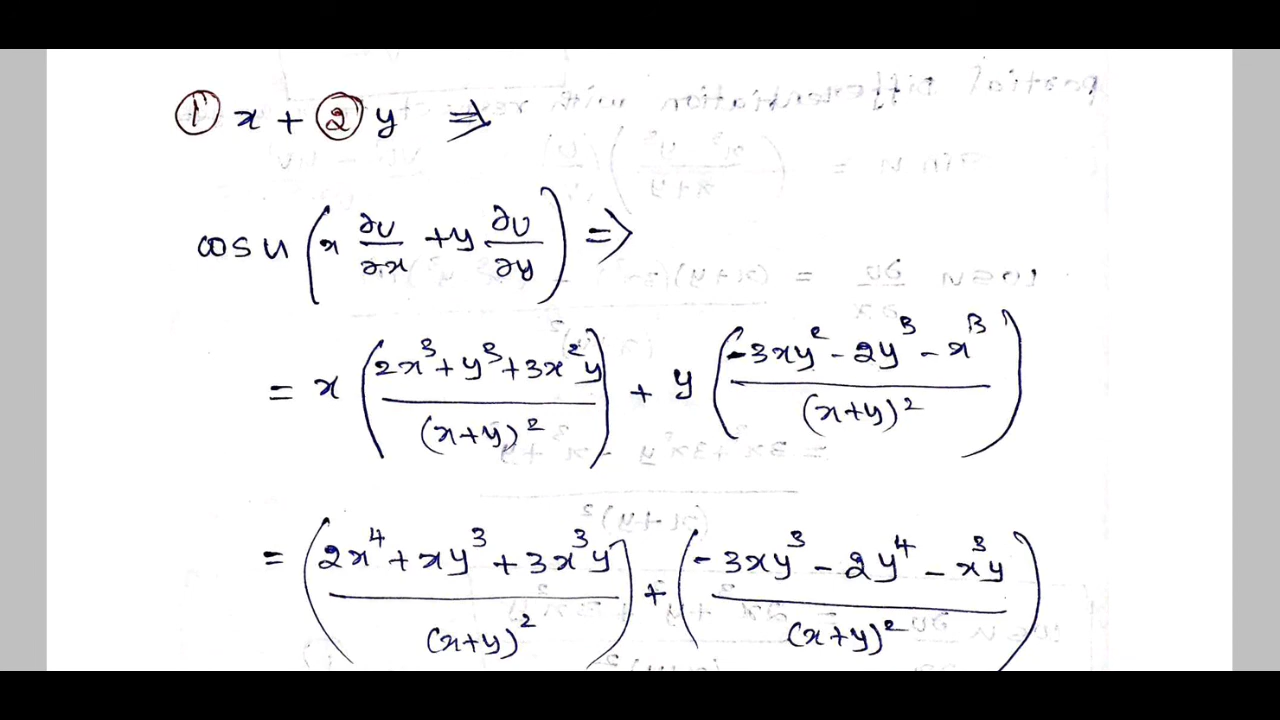 ① x + ② y ⇒
cos u (x ∂u/∂x + y ∂u/∂y) ⇒
= x ((2x³ + y³ + 3x²y)/(x+y)²) + y ((-3xy² - 2y³ - x³)/(x+y)²)
= ((2x⁴ + xy³ + 3x³y)/(x+y)²) + ((-3xy³ - 2y⁴ - x³y)/(x+y)²)